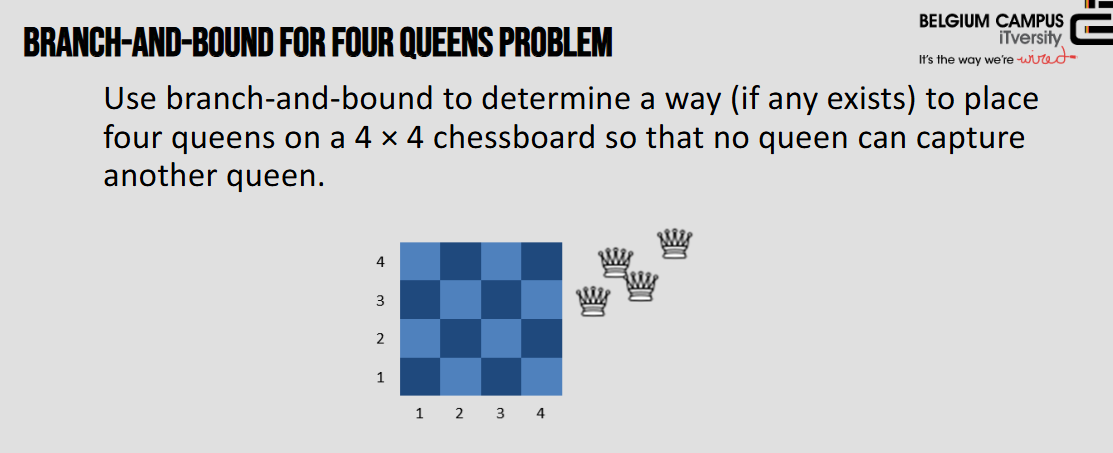 BRANCH-AND-BOUND FOR FOUR QUEENS PROBLEM
BELGIUM CAMPUS
iTversity
It's the way we're wired
Use branch-and-bound to determine a way (if any exists) to place
four queens on a 4 × 4 chessboard so that no queen can capture
another queen.
4
3
2
1
1 2 3 4